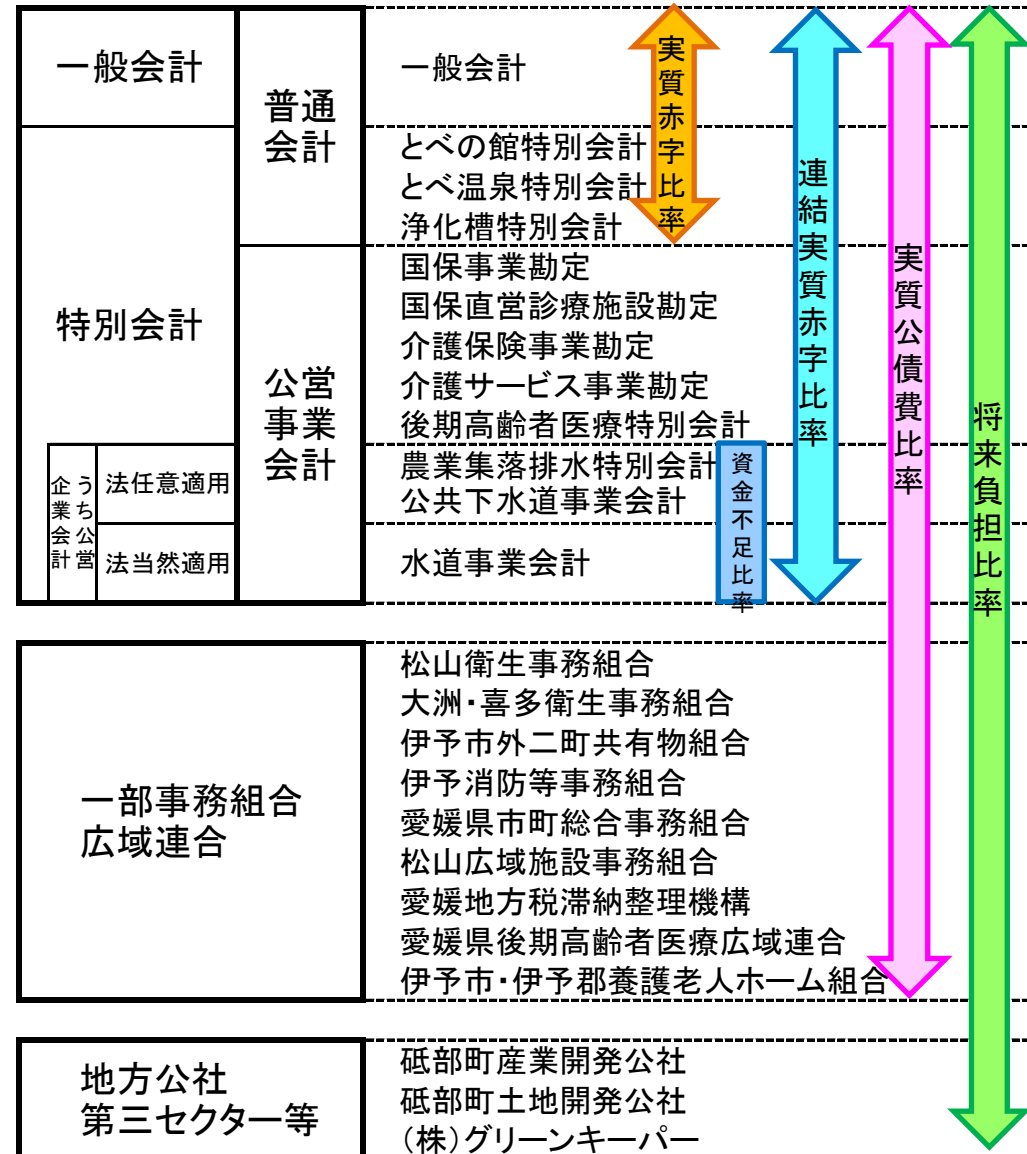 一般会計
普通
会計
一般会計
特別会計
とべの館特別会計
とべ温泉特別会計
浄化槽特別会計
公営
事業
会計
国保事業勘定
国保直営診療施設勘定
介護保険事業勘定
介護サービス事業勘定
後期高齢者医療特別会計
うち公営
企業会計
法任意適用
農業集落排水特別会計
公共下水道事業会計
法当然適用
水道事業会計
実質赤字比率
資金不足比率
連結実質赤字比率
実質公債費比率
将来負担比率
一部事務組合
広域連合
松山衛生事務組合
大洲・喜多衛生事務組合
伊予市外二町共有物組合
伊予消防等事務組合
愛媛県市町総合事務組合
松山広域施設事務組合
愛媛地方税滞納整理機構
愛媛県後期高齢者医療広域連合
伊予市・伊予郡養護老人ホーム組合
地方公社
第三セクター等
砥部町産業開発公社
砥部町土地開発公社
(株)グリーンキーパー